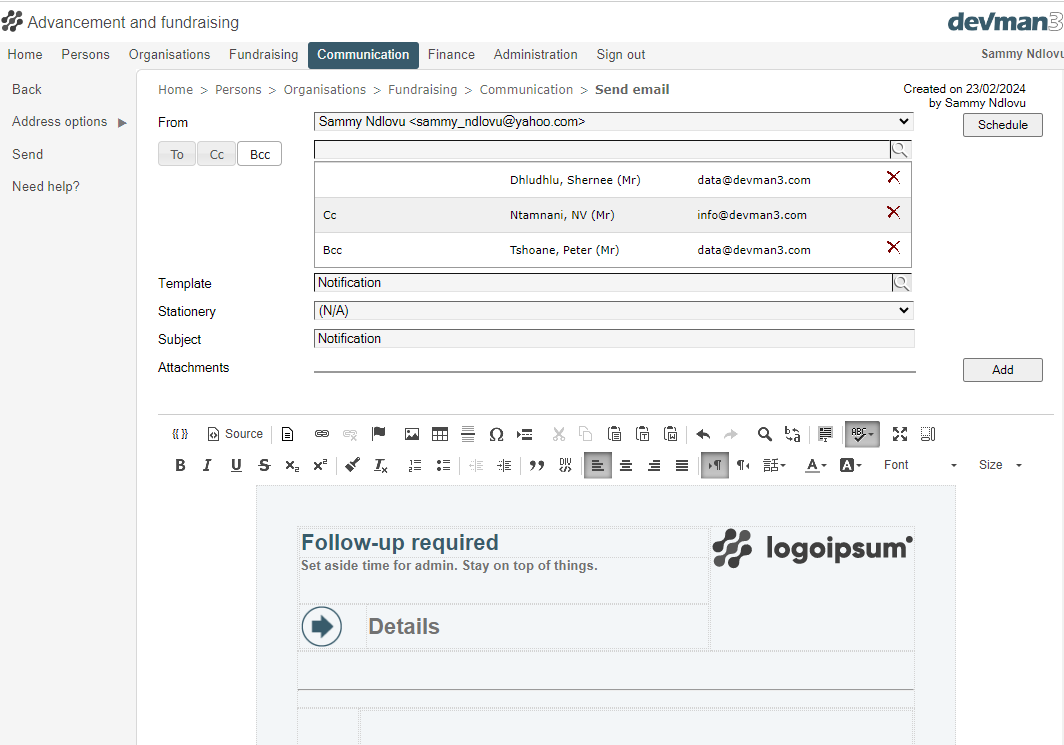 Advancement and fundraising
devman3
Home Persons Organisations Fundraising Communication Finance Administration Sign out Sammy Ndlovu
Back
Address options
Send
Need help?
Home > Persons > Organisations > Fundraising > Communication > Send email
Created on 23/02/2024
by Sammy Ndlovu
From Sammy Ndlovu <sammy_ndlovu@yahoo.com> Schedule
To Cc Bcc
Dhludhlu, Shernee (Mr) data@devman3.com
Cc Ntamnani, NV (Mr) info@devman3.com
Bcc Tshoane, Peter (Mr) data@devman3.com
Template Notification
Stationery (N/A)
Subject Notification
Attachments Add
Source
Font Size
Follow-up required
Set aside time for admin. Stay on top of things.
logoipsum
Details